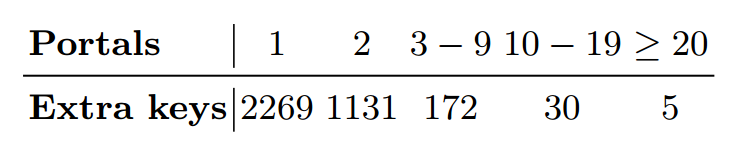 Portals 1 2 3 − 9 10 − 19 ≥ 20
Extra keys 2269 1131 172 30 5